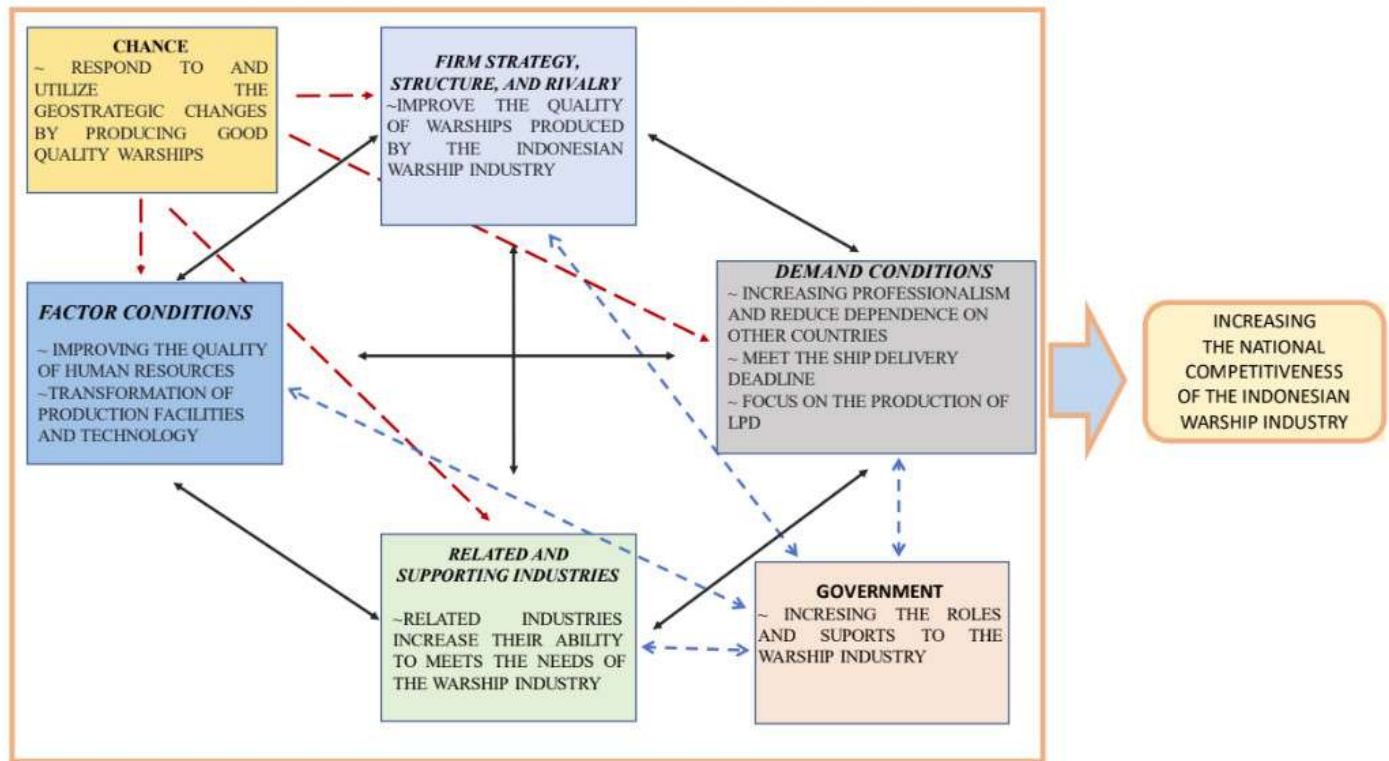 CHANCE
~ RESPOND TO AND
UTILIZE THE
GEOSTRATEGIC CHANGES
BY PRODUCING GOOD
QUALITY WARSHIPS
FIRM STRATEGY,
STRUCTURE, AND RIVALRY
~IMPROVE THE QUALITY
OF WARSHIPS PRODUCED
BY THE INDONESIAN
WARSHIP INDUSTRY
FACTOR CONDITIONS
~ IMPROVING THE QUALITY
OF HUMAN RESOURCES
~TRANSFORMATION OF
PRODUCTION FACILITIES
AND TECHNOLOGY
DEMAND CONDITIONS
~ INCREASING PROFESSIONALISM
AND REDUCE DEPENDENCE ON
OTHER COUNTRIES
~ MEET THE SHIP DELIVERY
DEADLINE
~ FOCUS ON THE PRODUCTION OF
LPD
RELATED AND
SUPPORTING INDUSTRIES
~RELATED INDUSTRIES
INCREASE THEIR ABILITY
TO MEETS THE NEEDS OF
THE WARSHIP INDUSTRY
GOVERNMENT
~ INCRESING THE ROLES
AND SUPORTS TO THE
WARSHIP INDUSTRY
INCREASING
THE NATIONAL
COMPETITIVENESS
OF THE INDONESIAN
WARSHIP INDUSTRY